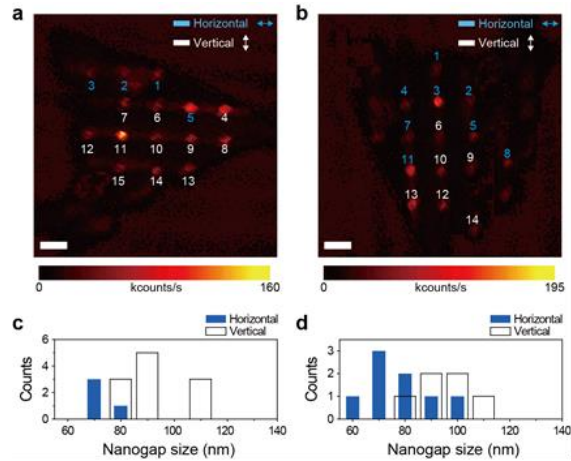 a
Horizontal
Vertical
3 2 1
7 6 5 4
12 11 10 9 8
15 14 13
0 kcounts/s 160
b
Horizontal
Vertical
1
4 3 2
7 6 5
11 10 9 8
13 12
14
0 kcounts/s 195
c
Horizontal
Vertical
Counts
6
4
2
0
60 80 100 120 140
Nanogap size (nm)
d
Horizontal
Vertical
Counts
3
2
1
0
60 80 100 120 140
Nanogap size (nm)